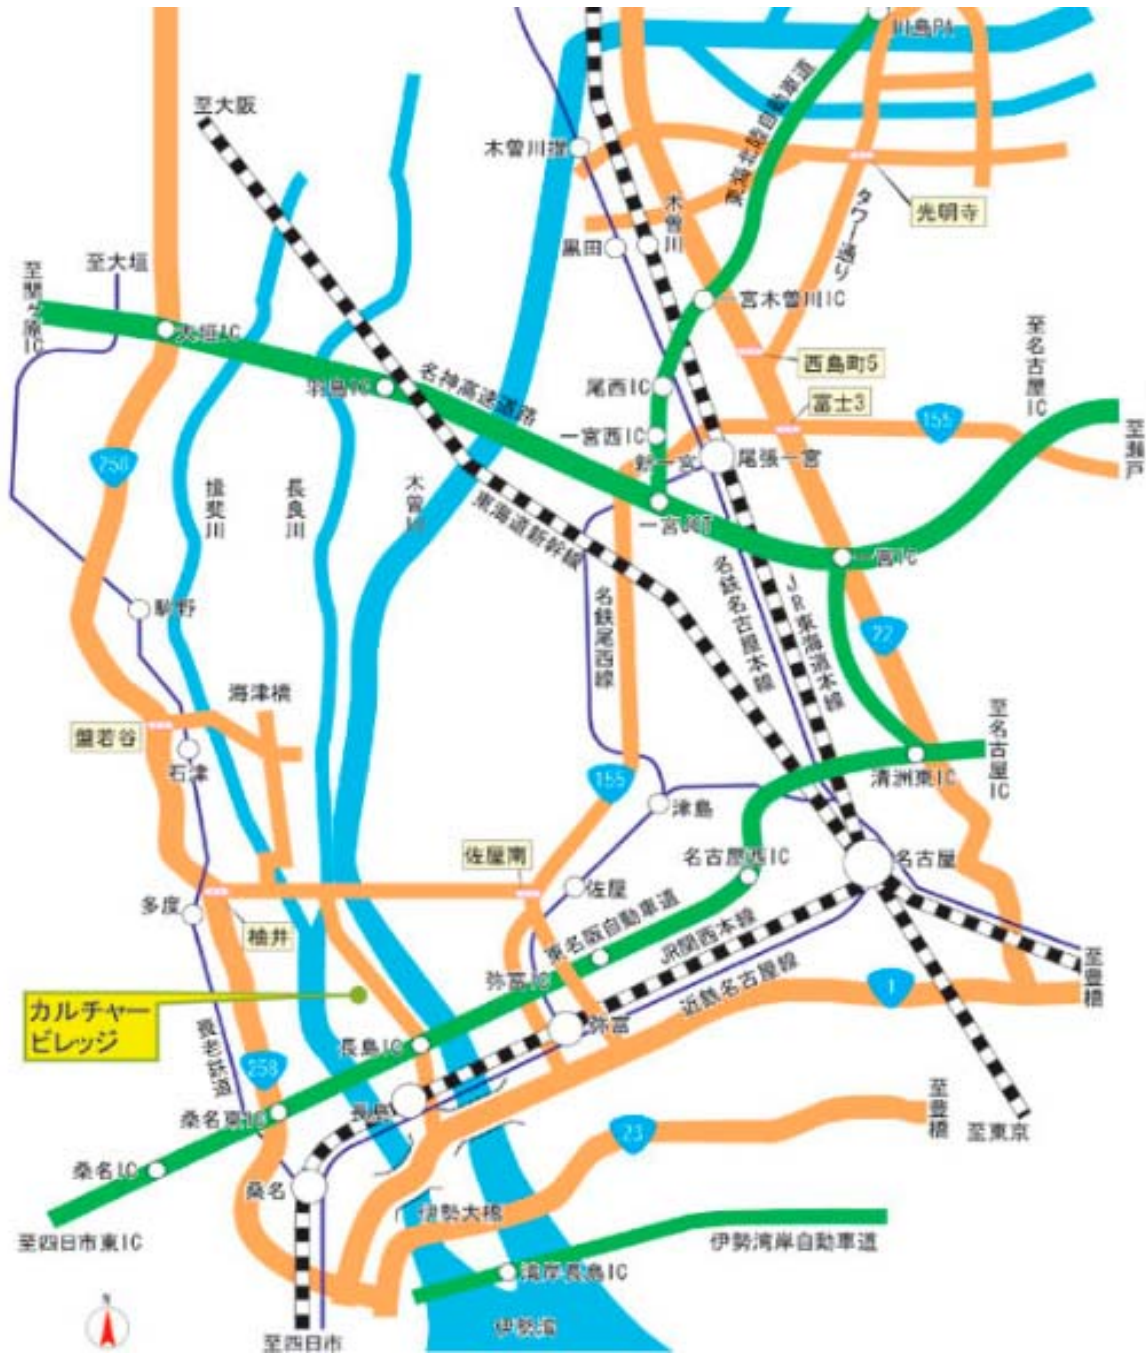 川島PA
東海北陸自動車道
至大阪
木曽川堤
光明寺
木曽川
タワー通り
黒田
至大垣
至関ヶ原IC
一宮木曽川IC
至名古屋IC
大垣IC
西島町5
尾西IC
羽島IC
名神高速道路
富士3
155
至瀬戸
一宮西IC
新一宮
尾張一宮
258
揖斐川
長良川
木曽川
東海道新幹線
一宮JCT
一宮IC
名鉄尾西線
名鉄名古屋本線
JR東海道本線
22
駒野
海津橋
盤若谷
石津
至名古屋IC
清洲東IC
155
津島
佐屋南
名古屋西IC
名古屋
佐屋
多度
柚井
東名阪自動車道
JR関西本線
近鉄名古屋線
至豊橋
弥富IC
1
カルチャー
ビレッジ
弥富
長島IC
258
長島
桑名東IC
至豊橋
23
至東京
桑名IC
桑名
伊勢大橋
至四日市東IC
伊勢湾岸自動車道
湾岸長島IC
N
伊勢湾
至四日市